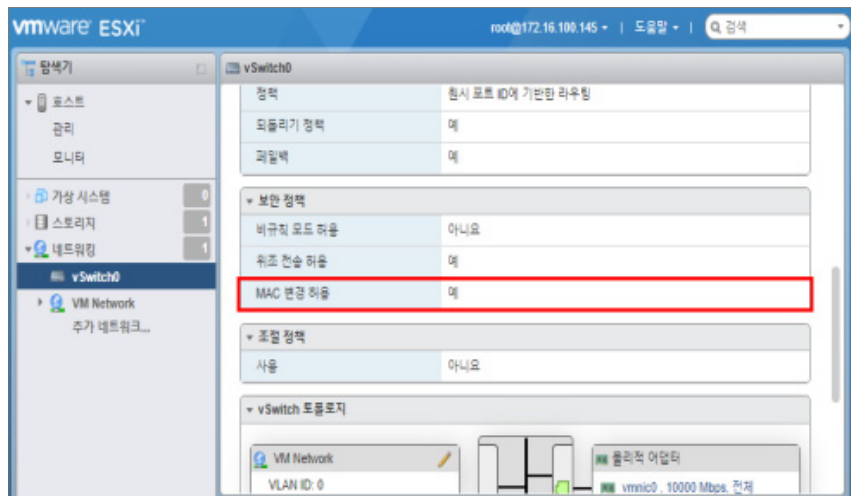 vmware ESXi™
root@172.16.100.145 | 도움말 | 검색
탐색기
호스트
관리
모니터
가상 시스템 0
스토리지 1
네트워킹 1
vSwitch0
VM Network
추가 네트워크...
vSwitch0
정책 원시 포트 ID에 기반한 라우팅
되돌리기 정책 예
페일백 예
보안 정책
비규칙 모드 허용 아니요
위조 전송 허용 예
MAC 변경 허용 예
조절 정책
사용 아니요
vSwitch 토폴로지
VM Network
VLAN ID: 0
물리적 어댑터
vmnic0 , 10000 Mbps, 전체